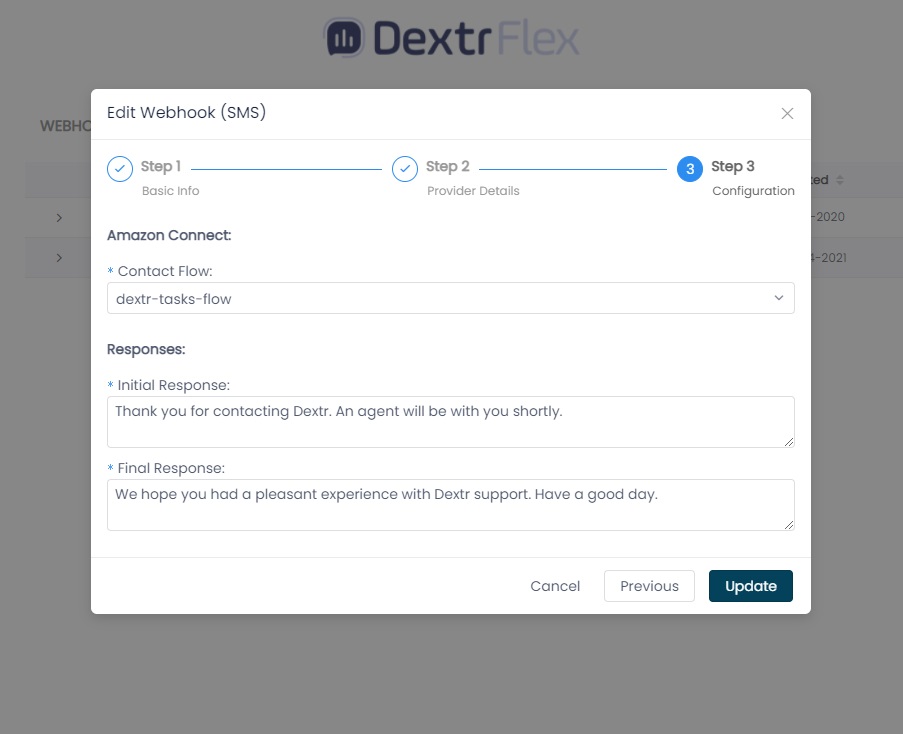 DextrFlex
Edit Webhook (SMS)
Step 1
Basic Info
Step 2
Provider Details
3
Step 3
Configuration
-2020
-2021
Amazon Connect:
* Contact Flow:
dextr-tasks-flow
Responses:
* Initial Response:
Thank you for contacting Dextr. An agent will be with you shortly.
* Final Response:
We hope you had a pleasant experience with Dextr support. Have a good day.
Cancel
Previous
Update